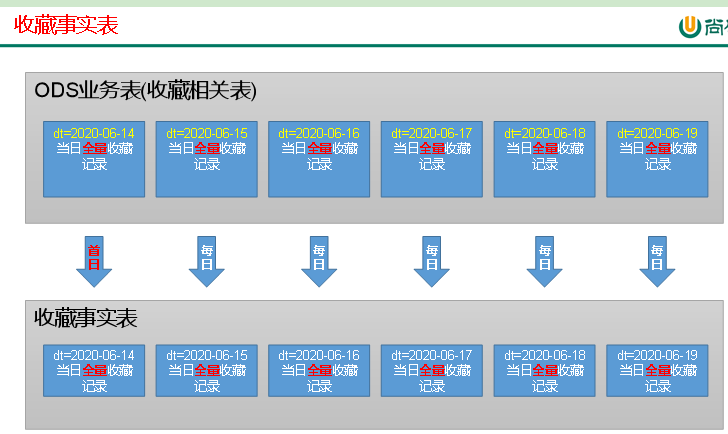 收藏事实表
尚
ODS业务表(收藏相关表)
dt=2020-06-14
当日全量收藏
记录
dt=2020-06-15
当日全量收藏
记录
dt=2020-06-16
当日全量收藏
记录
dt=2020-06-17
当日全量收藏
记录
dt=2020-06-18
当日全量收藏
记录
dt=2020-06-19
当日全量收藏
记录
首
日
每
日
每
日
每
日
每
日
每
日
收藏事实表
dt=2020-06-14
当日全量收藏
记录
dt=2020-06-15
当日全量收藏
记录
dt=2020-06-16
当日全量收藏
记录
dt=2020-06-17
当日全量收藏
记录
dt=2020-06-18
当日全量收藏
记录
dt=2020-06-19
当日全量收藏
记录